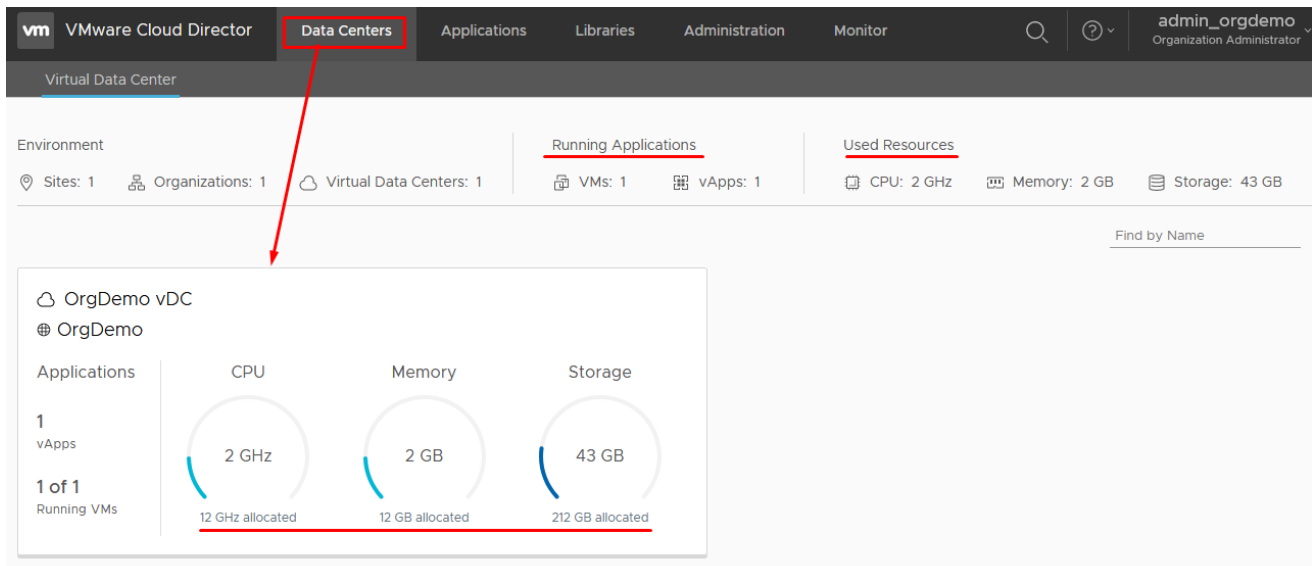 vm VMware Cloud Director Data Centers Applications Libraries Administration Monitor admin_orgdemo
Organization Administrator
Virtual Data Center
Environment Running Applications Used Resources
Sites: 1 Organizations: 1 Virtual Data Centers: 1 VMs: 1 vApps: 1 CPU: 2 GHz Memory: 2 GB Storage: 43 GB
Find by Name
OrgDemo vDC
OrgDemo
Applications CPU Memory Storage
1
vApps
2 GHz 2 GB 43 GB
1 of 1
Running VMs
12 GHz allocated 12 GB allocated 212 GB allocated